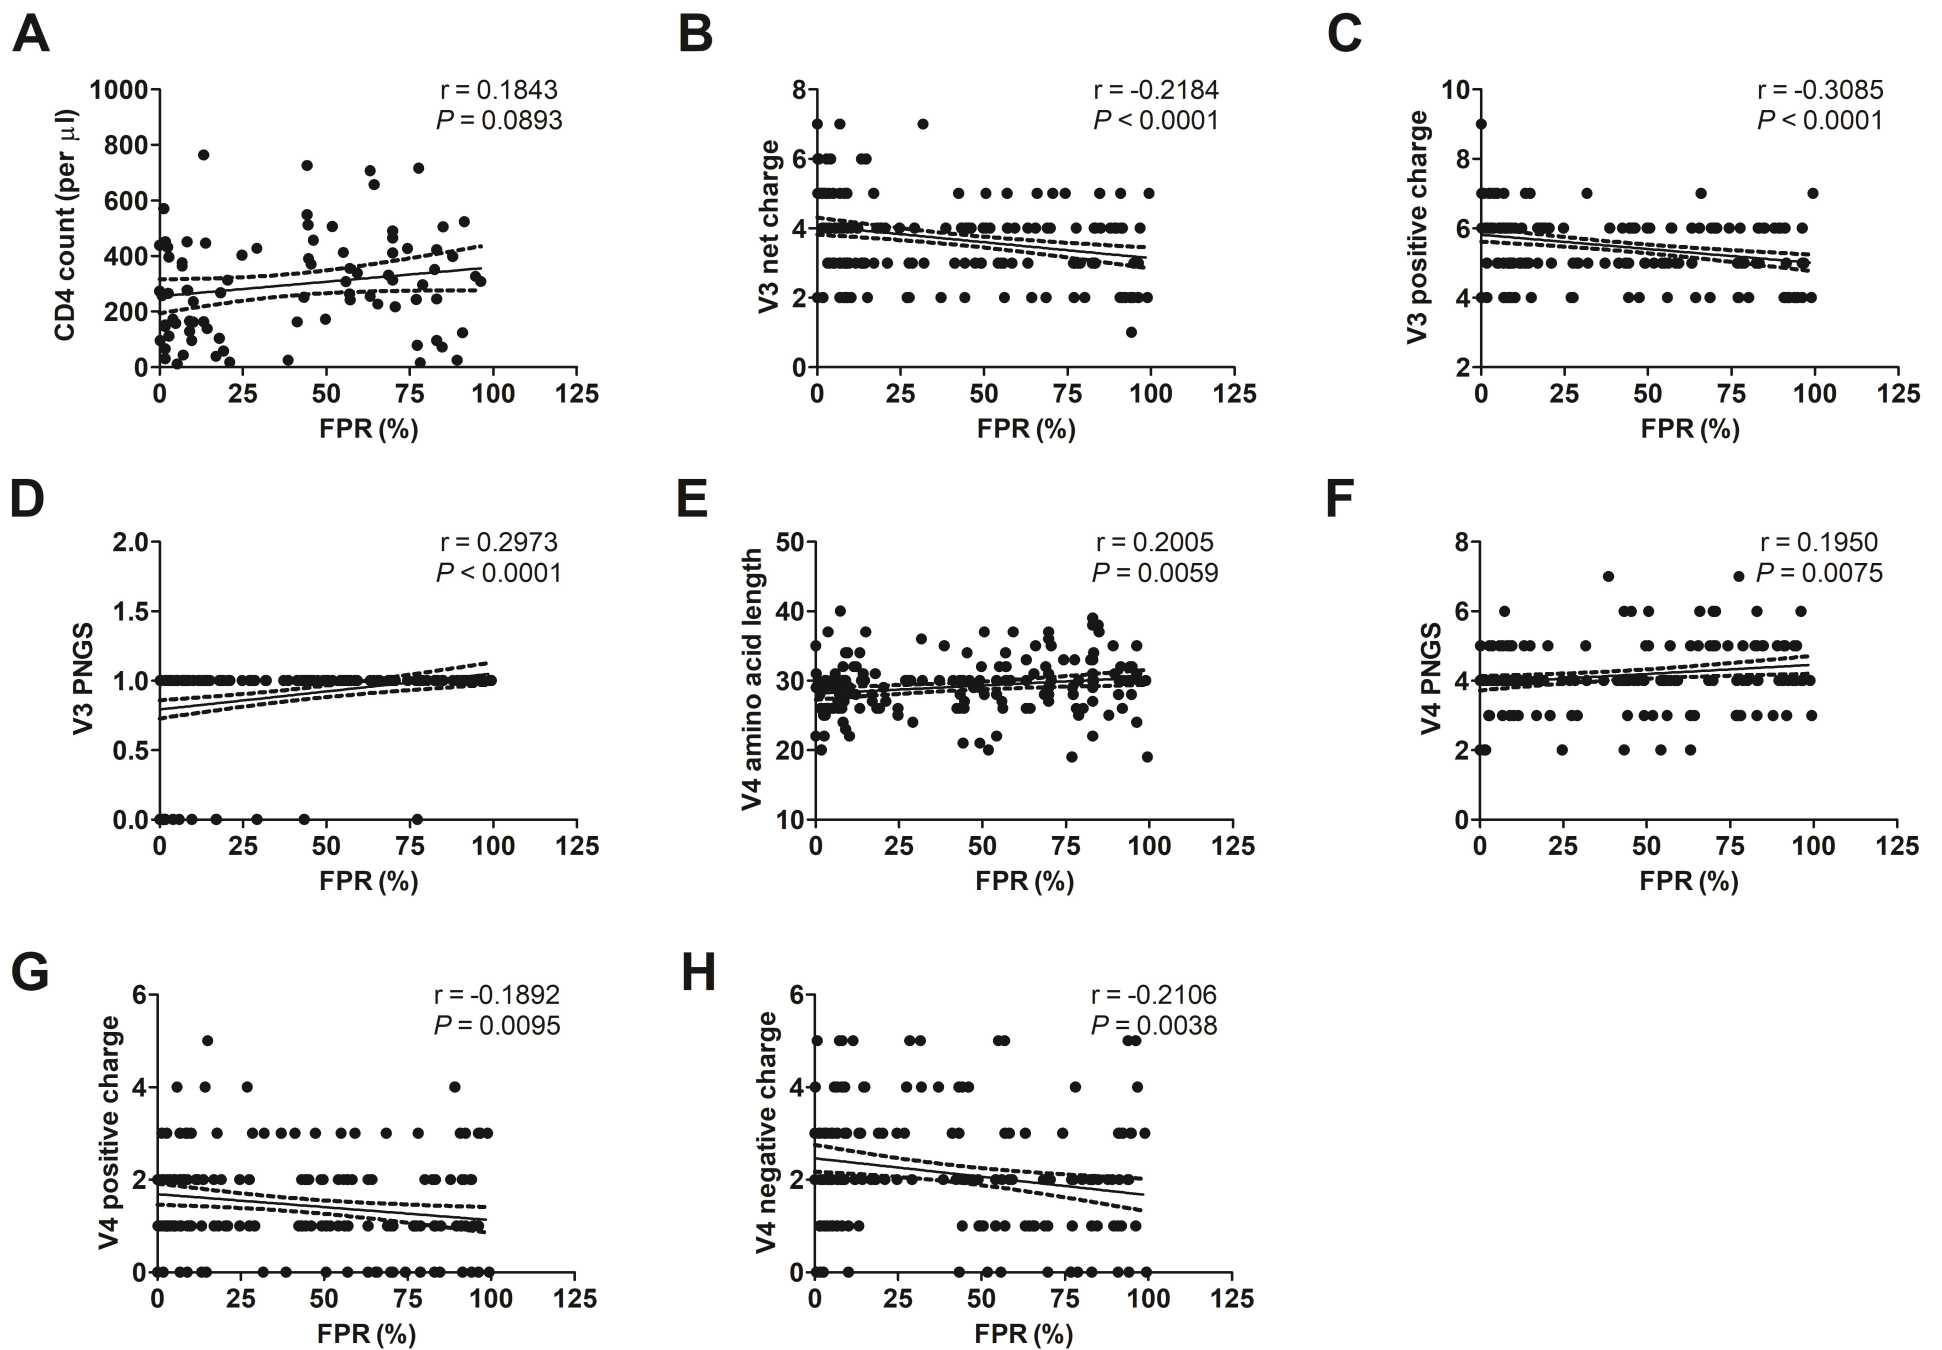 A
r = 0.1843
P = 0.0893
CD4 count (per μl)
1000
800
600
400
200
0
0 25 50 75 100 125
FPR (%)
B
r = -0.2184
P < 0.0001
V3 net charge
8
6
4
2
0
0 25 50 75 100 125
FPR (%)
C
r = -0.3085
P < 0.0001
V3 positive charge
10
8
6
4
2
0 25 50 75 100 125
FPR (%)
D
r = 0.2973
P < 0.0001
V3 PNGS
2.0
1.5
1.0
0.5
0.0
0 25 50 75 100 125
FPR (%)
E
r = 0.2005
P = 0.0059
V4 amino acid length
50
40
30
20
10
0 25 50 75 100 125
FPR (%)
F
r = 0.1950
P = 0.0075
V4 PNGS
8
6
4
2
0
0 25 50 75 100 125
FPR (%)
G
r = -0.1892
P = 0.0095
V4 positive charge
6
4
2
0
0 25 50 75 100 125
FPR (%)
H
r = -0.2106
P = 0.0038
V4 negative charge
6
4
2
0
0 25 50 75 100 125
FPR (%)